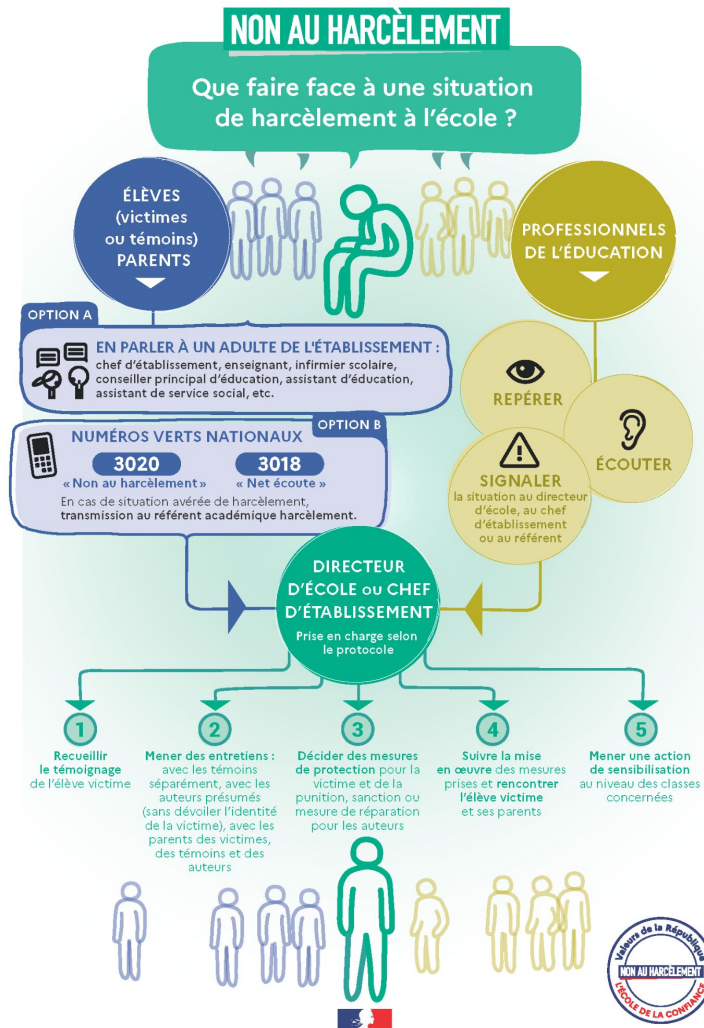 NON AU HARCÈLEMENT
Que faire face à une situation
de harcèlement à l'école ?
ÉLÈVES
(victimes
ou témoins)
PARENTS
PROFESSIONNELS
DE L'ÉDUCATION
OPTION A
EN PARLER À UN ADULTE DE L'ÉTABLISSEMENT :
chef d'établissement, enseignant, infirmier scolaire,
conseiller principal d'éducation, assistant d'éducation,
assistant de service social, etc.
OPTION B
NUMÉROS VERTS NATIONAUX
3020
« Non au harcèlement »
3018
« Net écoute »
En cas de situation avérée de harcèlement,
transmission au référent académique harcèlement.
REPÉRER
ÉCOUTER
SIGNALER
la situation au directeur
d'école, au chef
d'établissement
ou au référent
DIRECTEUR
D'ÉCOLE OU CHEF
D'ÉTABLISSEMENT
Prise en charge selon
le protocole
1
Recueillir
le témoignage
de l'élève victime
2
Mener des entretiens :
avec les témoins
séparément, avec les
auteurs présumés
(sans dévoiler l'identité
de la victime), avec les
parents des victimes,
des témoins et des
auteurs
3
Décider des mesures
de protection pour la
victime et de la
punition, sanction ou
mesure de réparation
pour les auteurs
4
Suivre la mise
en œuvre des mesures
prises et rencontrer
l'élève victime
et ses parents
5
Mener une action
de sensibilisation
au niveau des classes
concernées
Valeurs de la République
NON AU HARCÈLEMENT
L'ÉCOLE DE LA CONFIANCE